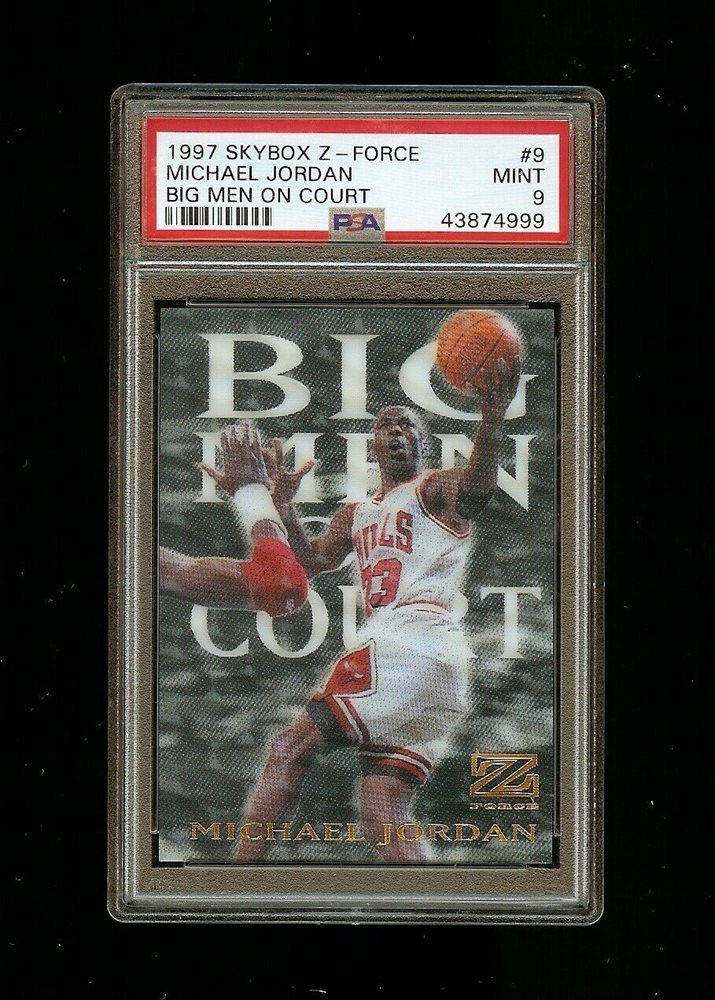 1997 SKYBOX Z-FORCE #9
MICHAEL JORDAN MINT
BIG MEN ON COURT 9
PSA 43874999
BIG
MEN
ON
COURT
BULLS
23
Z
FORCE
MICHAEL JORDAN